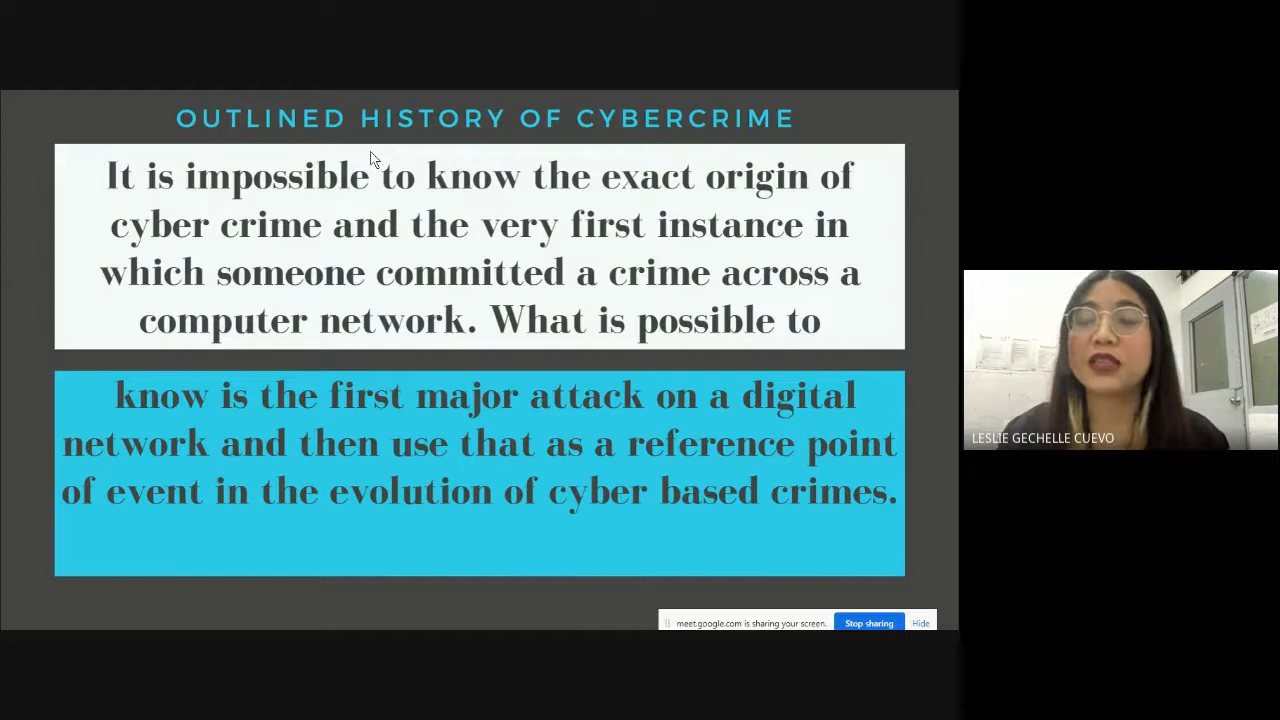 OUTLINED HISTORY OF CYBERCRIME
It is impossible to know the exact origin of
cyber crime and the very first instance in
which someone committed a crime across a
computer network. What is possible to
know is the first major attack on a digital
network and then use that as a reference point
of event in the evolution of cyber based crimes.
LESLIE GECHELLE CUEVO
meet.google.com is sharing your screen. Stop sharing Hide